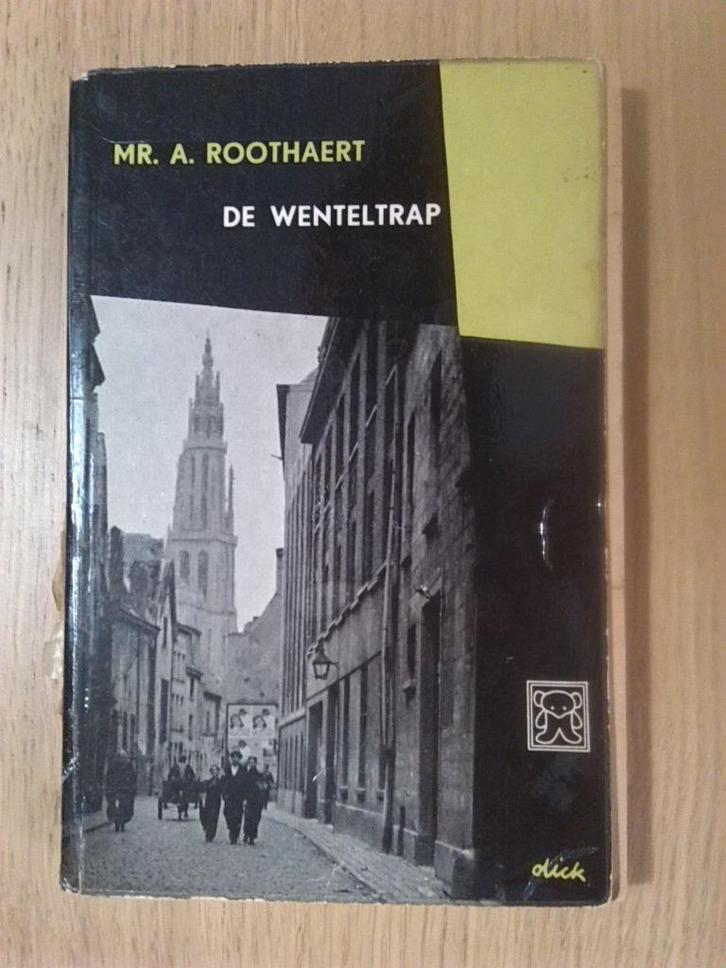 MR. A. ROOTHAERT
DE WENTELTRAP
dick